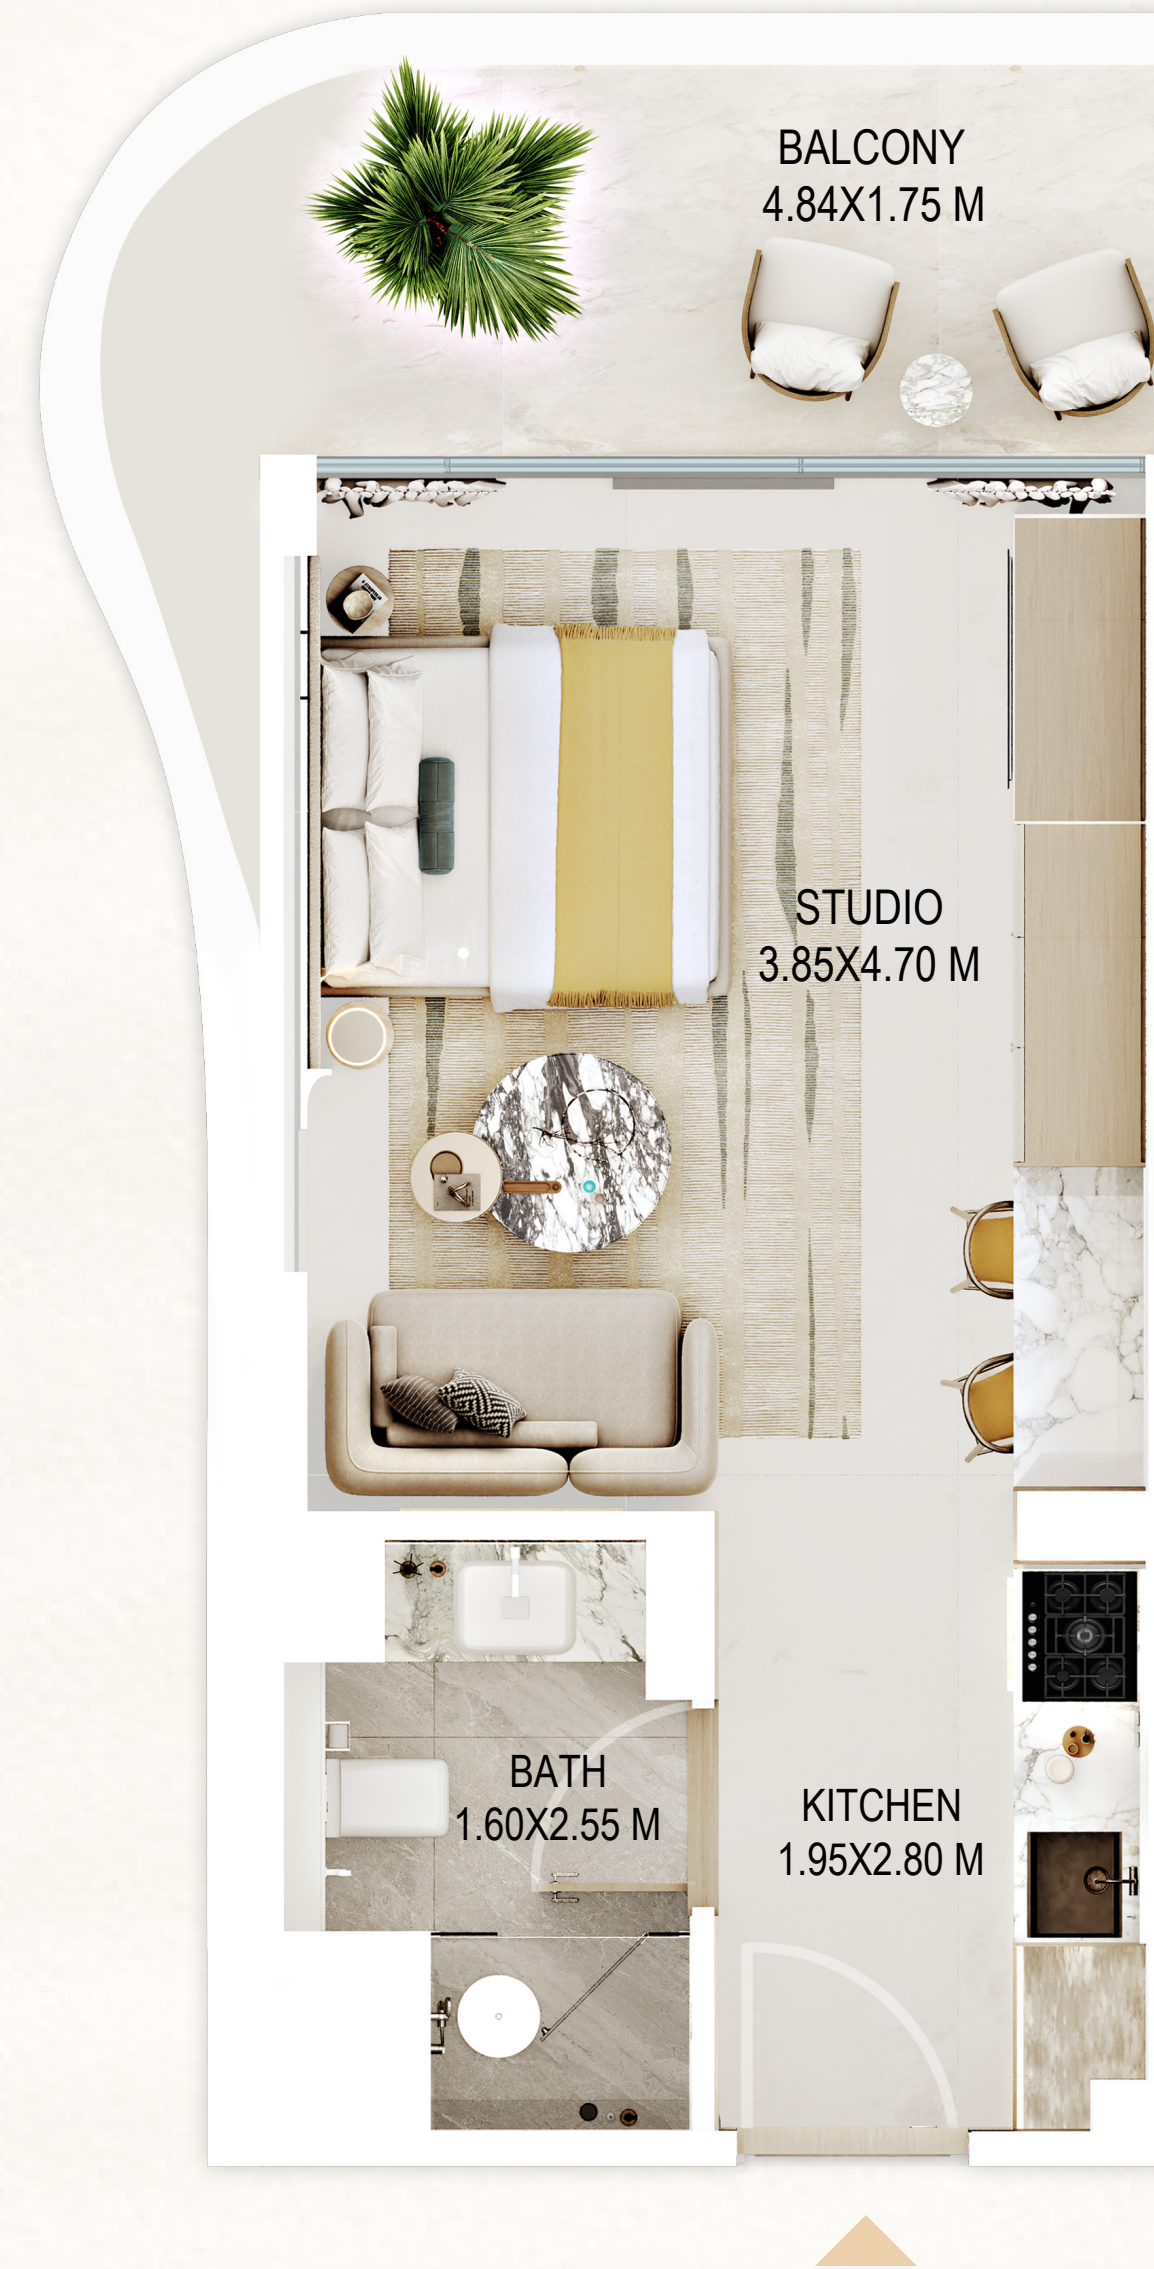 BALCONY
4.84X1.75 M
STUDIO
3.85X4.70 M
BATH
1.60X2.55 M
KITCHEN
1.95X2.80 M